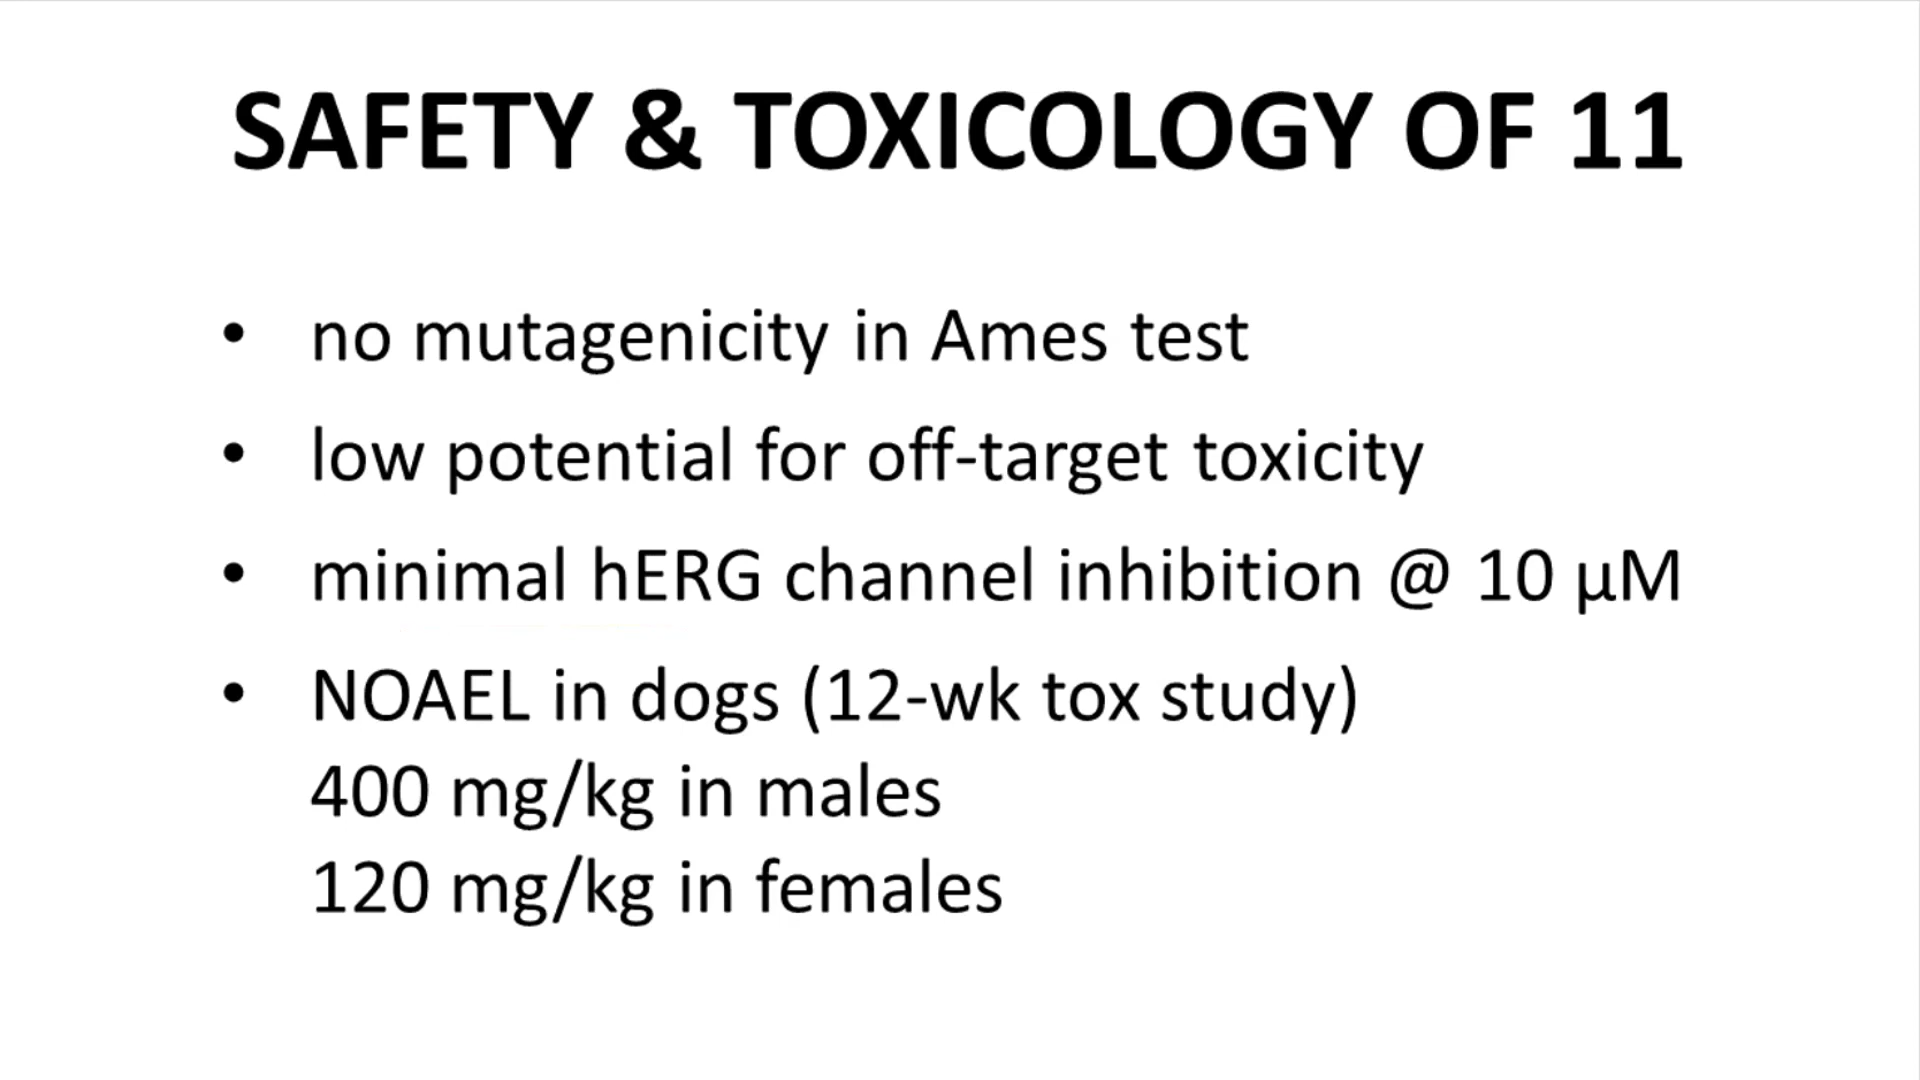 SAFETY & TOXICOLOGY OF 11
• no mutagenicity in Ames test
• low potential for off-target toxicity
• minimal hERG channel inhibition @ 10 µM
• NOAEL in dogs (12-wk tox study)
400 mg/kg in males
120 mg/kg in females